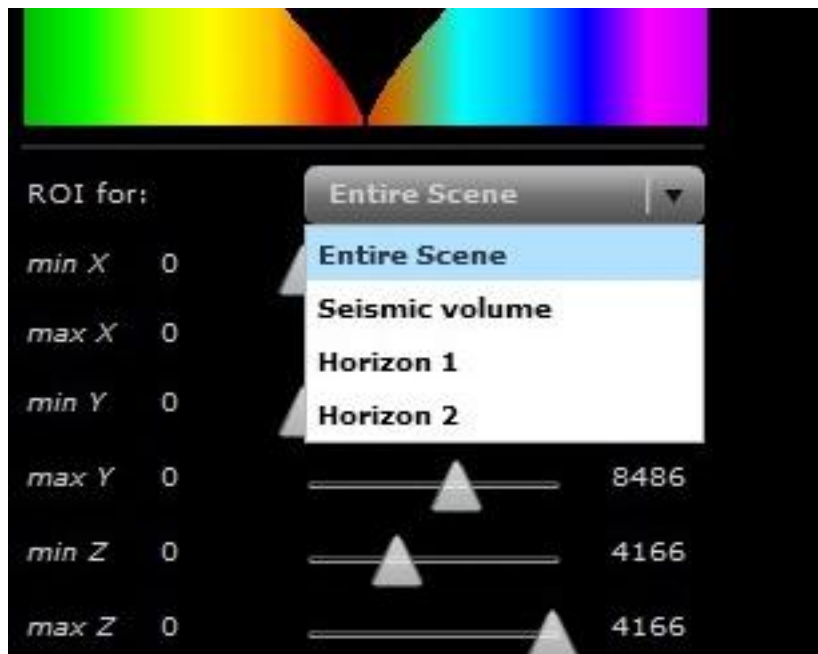 ROI for: Entire Scene
Entire Scene
min X 0
Seismic volume
max X 0
Horizon 1
min Y 0
Horizon 2
max Y 0 8486
min Z 0 4166
max Z 0 4166